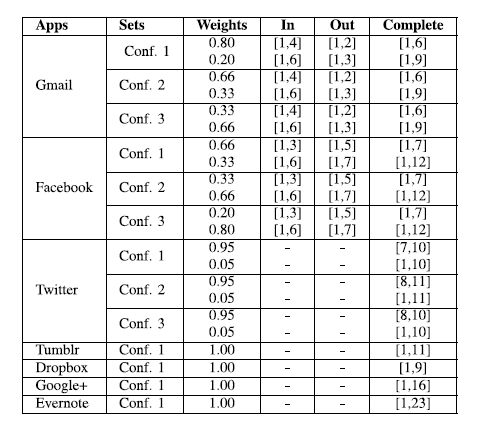 Apps Sets Weights In Out Complete
Gmail Conf. 1 0.80 [1,4] [1,2] [1,6]
0.20 [1,6] [1,3] [1,9]
Conf. 2 0.66 [1,4] [1,2] [1,6]
0.33 [1,6] [1,3] [1,9]
Conf. 3 0.33 [1,4] [1,2] [1,6]
0.66 [1,6] [1,3] [1,9]
Facebook Conf. 1 0.66 [1,3] [1,5] [1,7]
0.33 [1,6] [1,7] [1,12]
Conf. 2 0.33 [1,3] [1,5] [1,7]
0.66 [1,6] [1,7] [1,12]
Conf. 3 0.20 [1,3] [1,5] [1,7]
0.80 [1,6] [1,7] [1,12]
Twitter Conf. 1 0.95 – – [7,10]
0.05 – – [1,10]
Conf. 2 0.95 – – [8,11]
0.05 – – [1,11]
Conf. 3 0.95 – – [8,10]
0.05 – – [1,10]
Tumblr Conf. 1 1.00 – – [1,11]
Dropbox Conf. 1 1.00 – – [1,9]
Google+ Conf. 1 1.00 – – [1,16]
Evernote Conf. 1 1.00 – – [1,23]